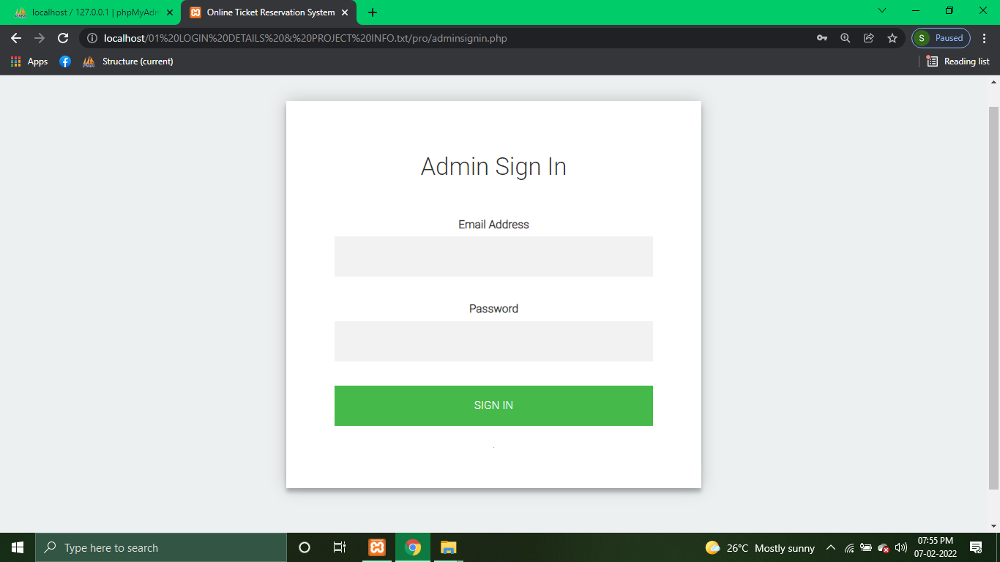 localhost / 127.0.0.1 | phpMyAdm
Online Ticket Reservation System
localhost/01%20LOGIN%20DETAILS%20&%20PROJECT%20INFO.txt/pro/adminsignin.php
S Paused
Apps
Structure (current)
Reading list
Admin Sign In
Email Address
Password
SIGN IN
Type here to search
26°C Mostly sunny
07:55 PM
07-02-2022